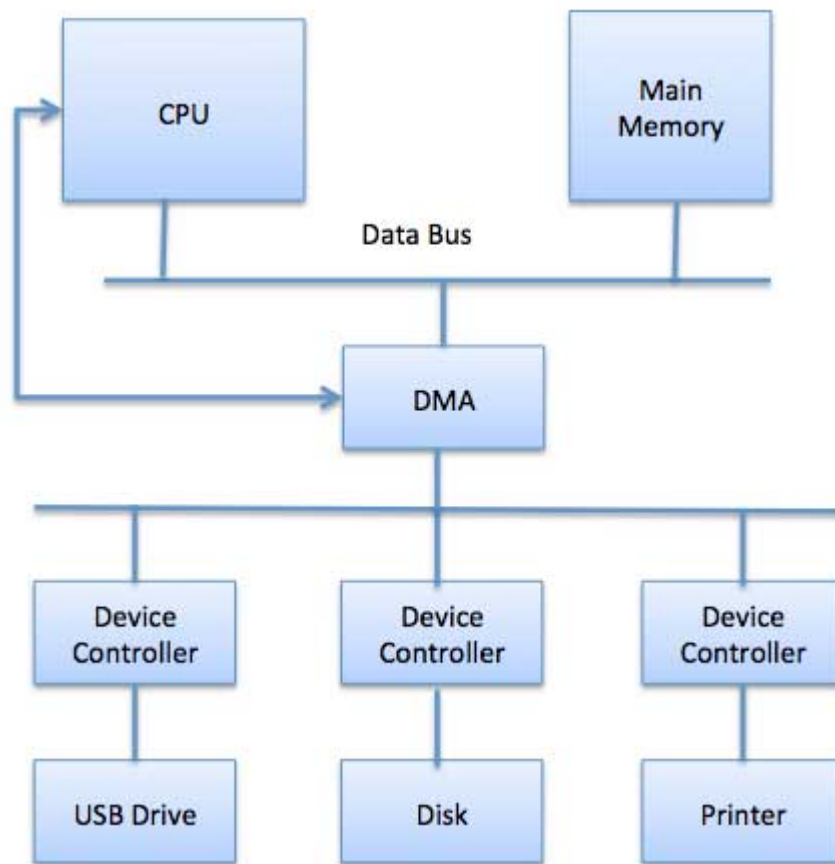 CPU
Main
Memory
Data Bus
DMA
Device
Controller
Device
Controller
Device
Controller
USB Drive
Disk
Printer